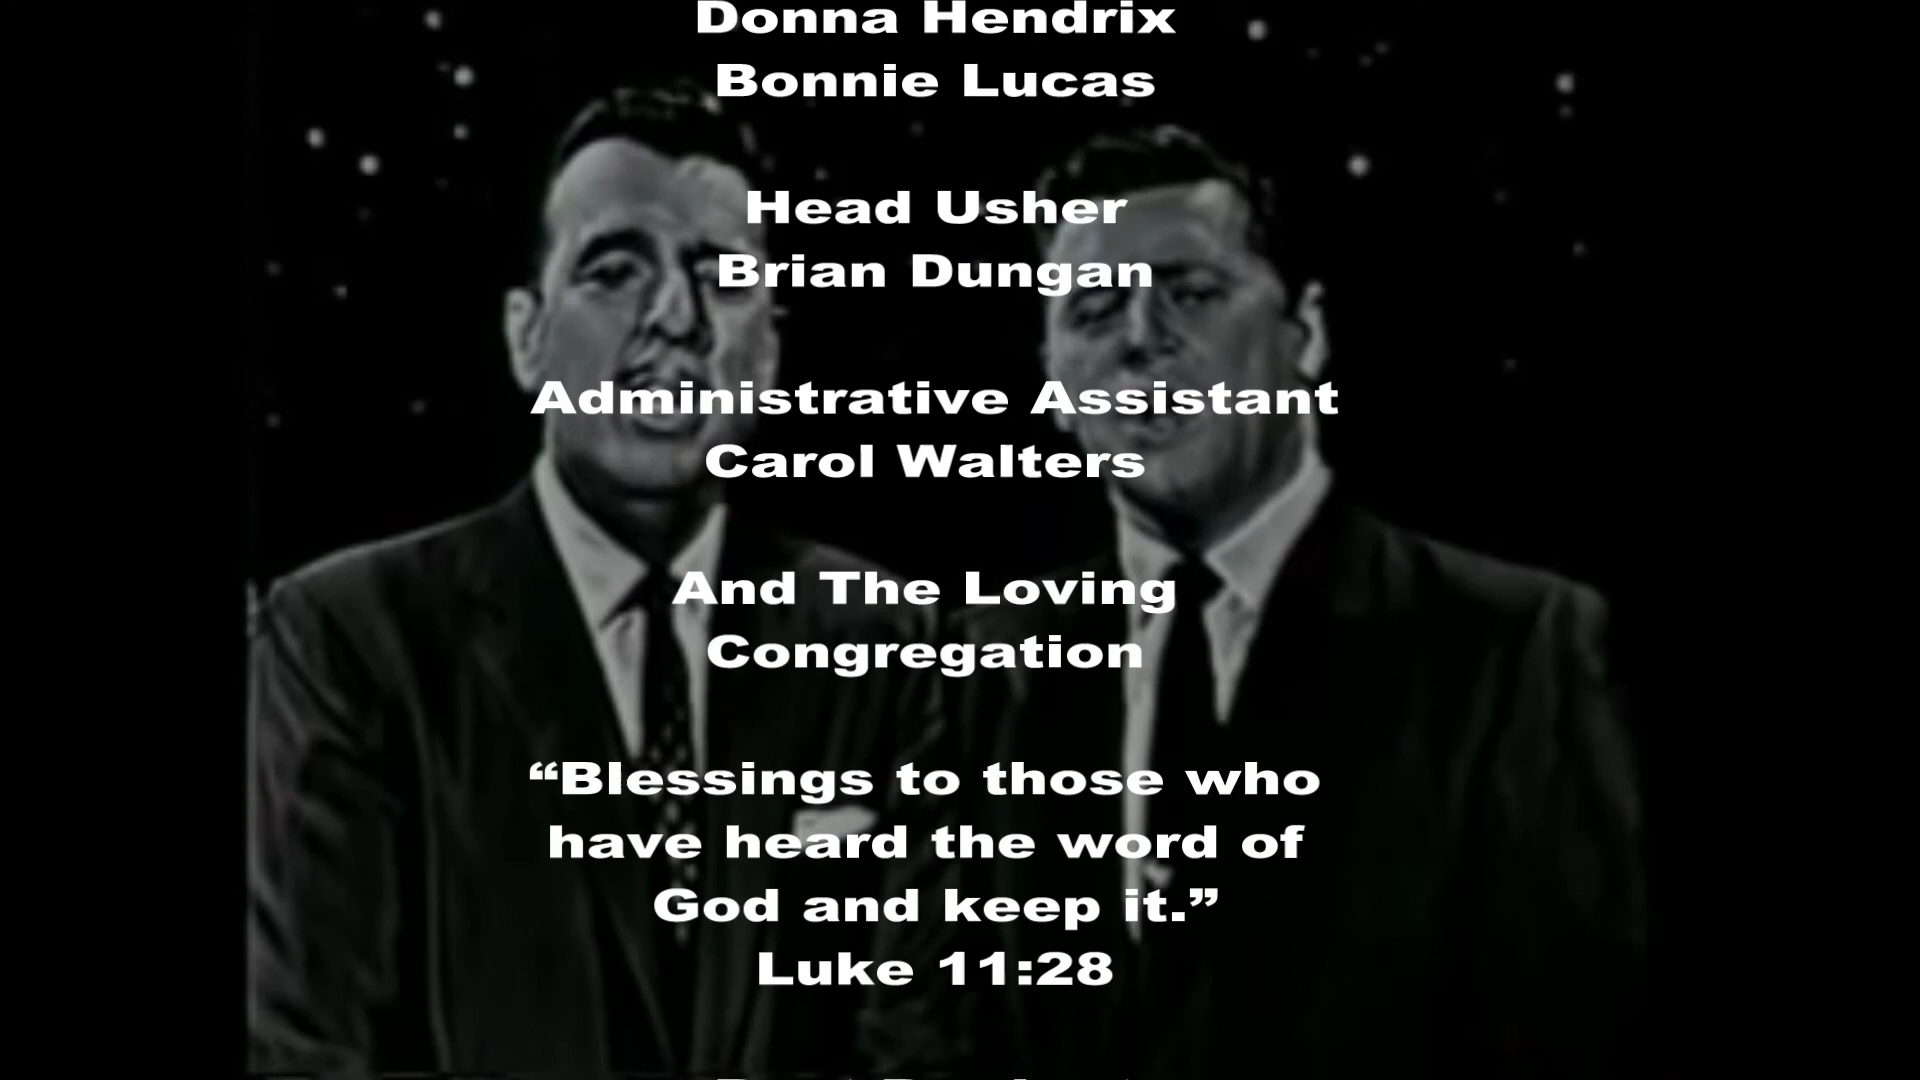 Donna Hendrix
Bonnie Lucas
Head Usher
Brian Dungan
Administrative Assistant
Carol Walters
And The Loving
Congregation
“Blessings to those who
have heard the word of
God and keep it.”
Luke 11:28